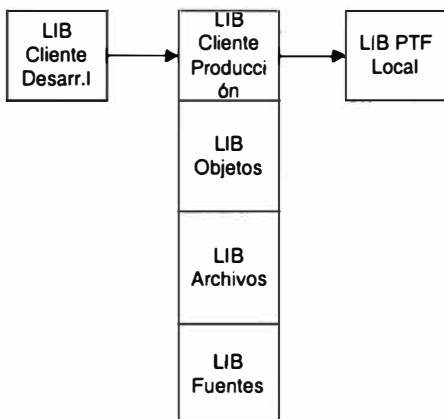 LIB
Cliente
Desarr.l
LIB
Cliente
Producci
ón
LIB PTF
Local
LIB
Objetos
LIB
Archivos
LIB
Fuentes